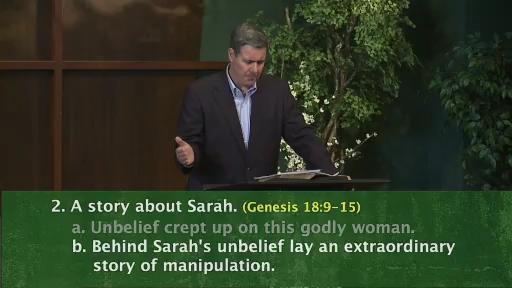 2. A story about Sarah. (Genesis 18:9-15)
a. Unbelief crept up on this godly woman.
b. Behind Sarah's unbelief lay an extraordinary
story of manipulation.